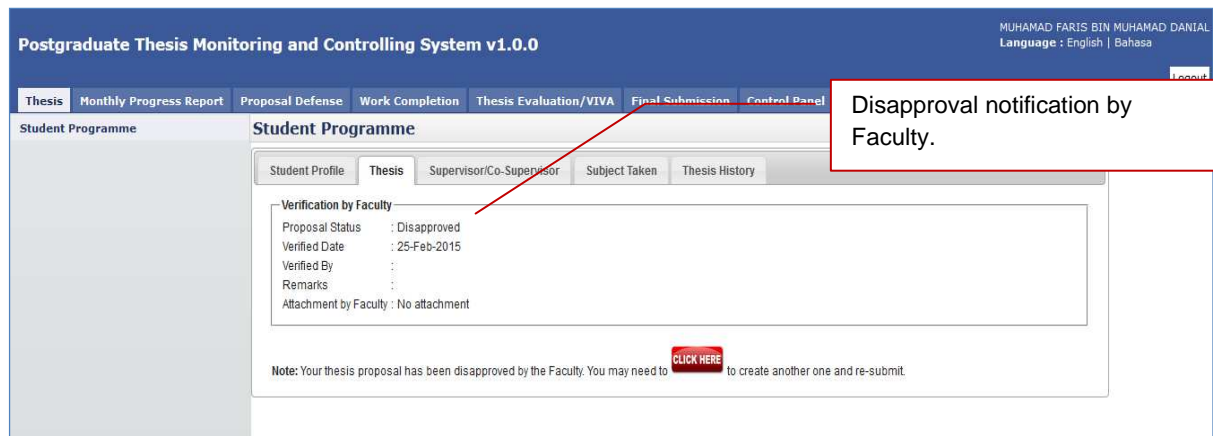 MUHAMAD FARIS BIN MUHAMAD DANIAL
Postgraduate Thesis Monitoring and Controlling System v1.0.0
Language : English | Bahasa
Logout
Thesis Monthly Progress Report Proposal Defense Work Completion Thesis Evaluation/VIVA Final Submission Control Panel
Disapproval notification by
Faculty.
Student Programme
Student Programme
Student Profile Thesis Supervisor/Co-Supervisor Subject Taken Thesis History
Verification by Faculty
Proposal Status : Disapproved
Verified Date : 25-Feb-2015
Verified By :
Remarks :
Attachment by Faculty : No attachment
Note: Your thesis proposal has been disapproved by the Faculty. You may need to CLICK HERE to create another one and re-submit.